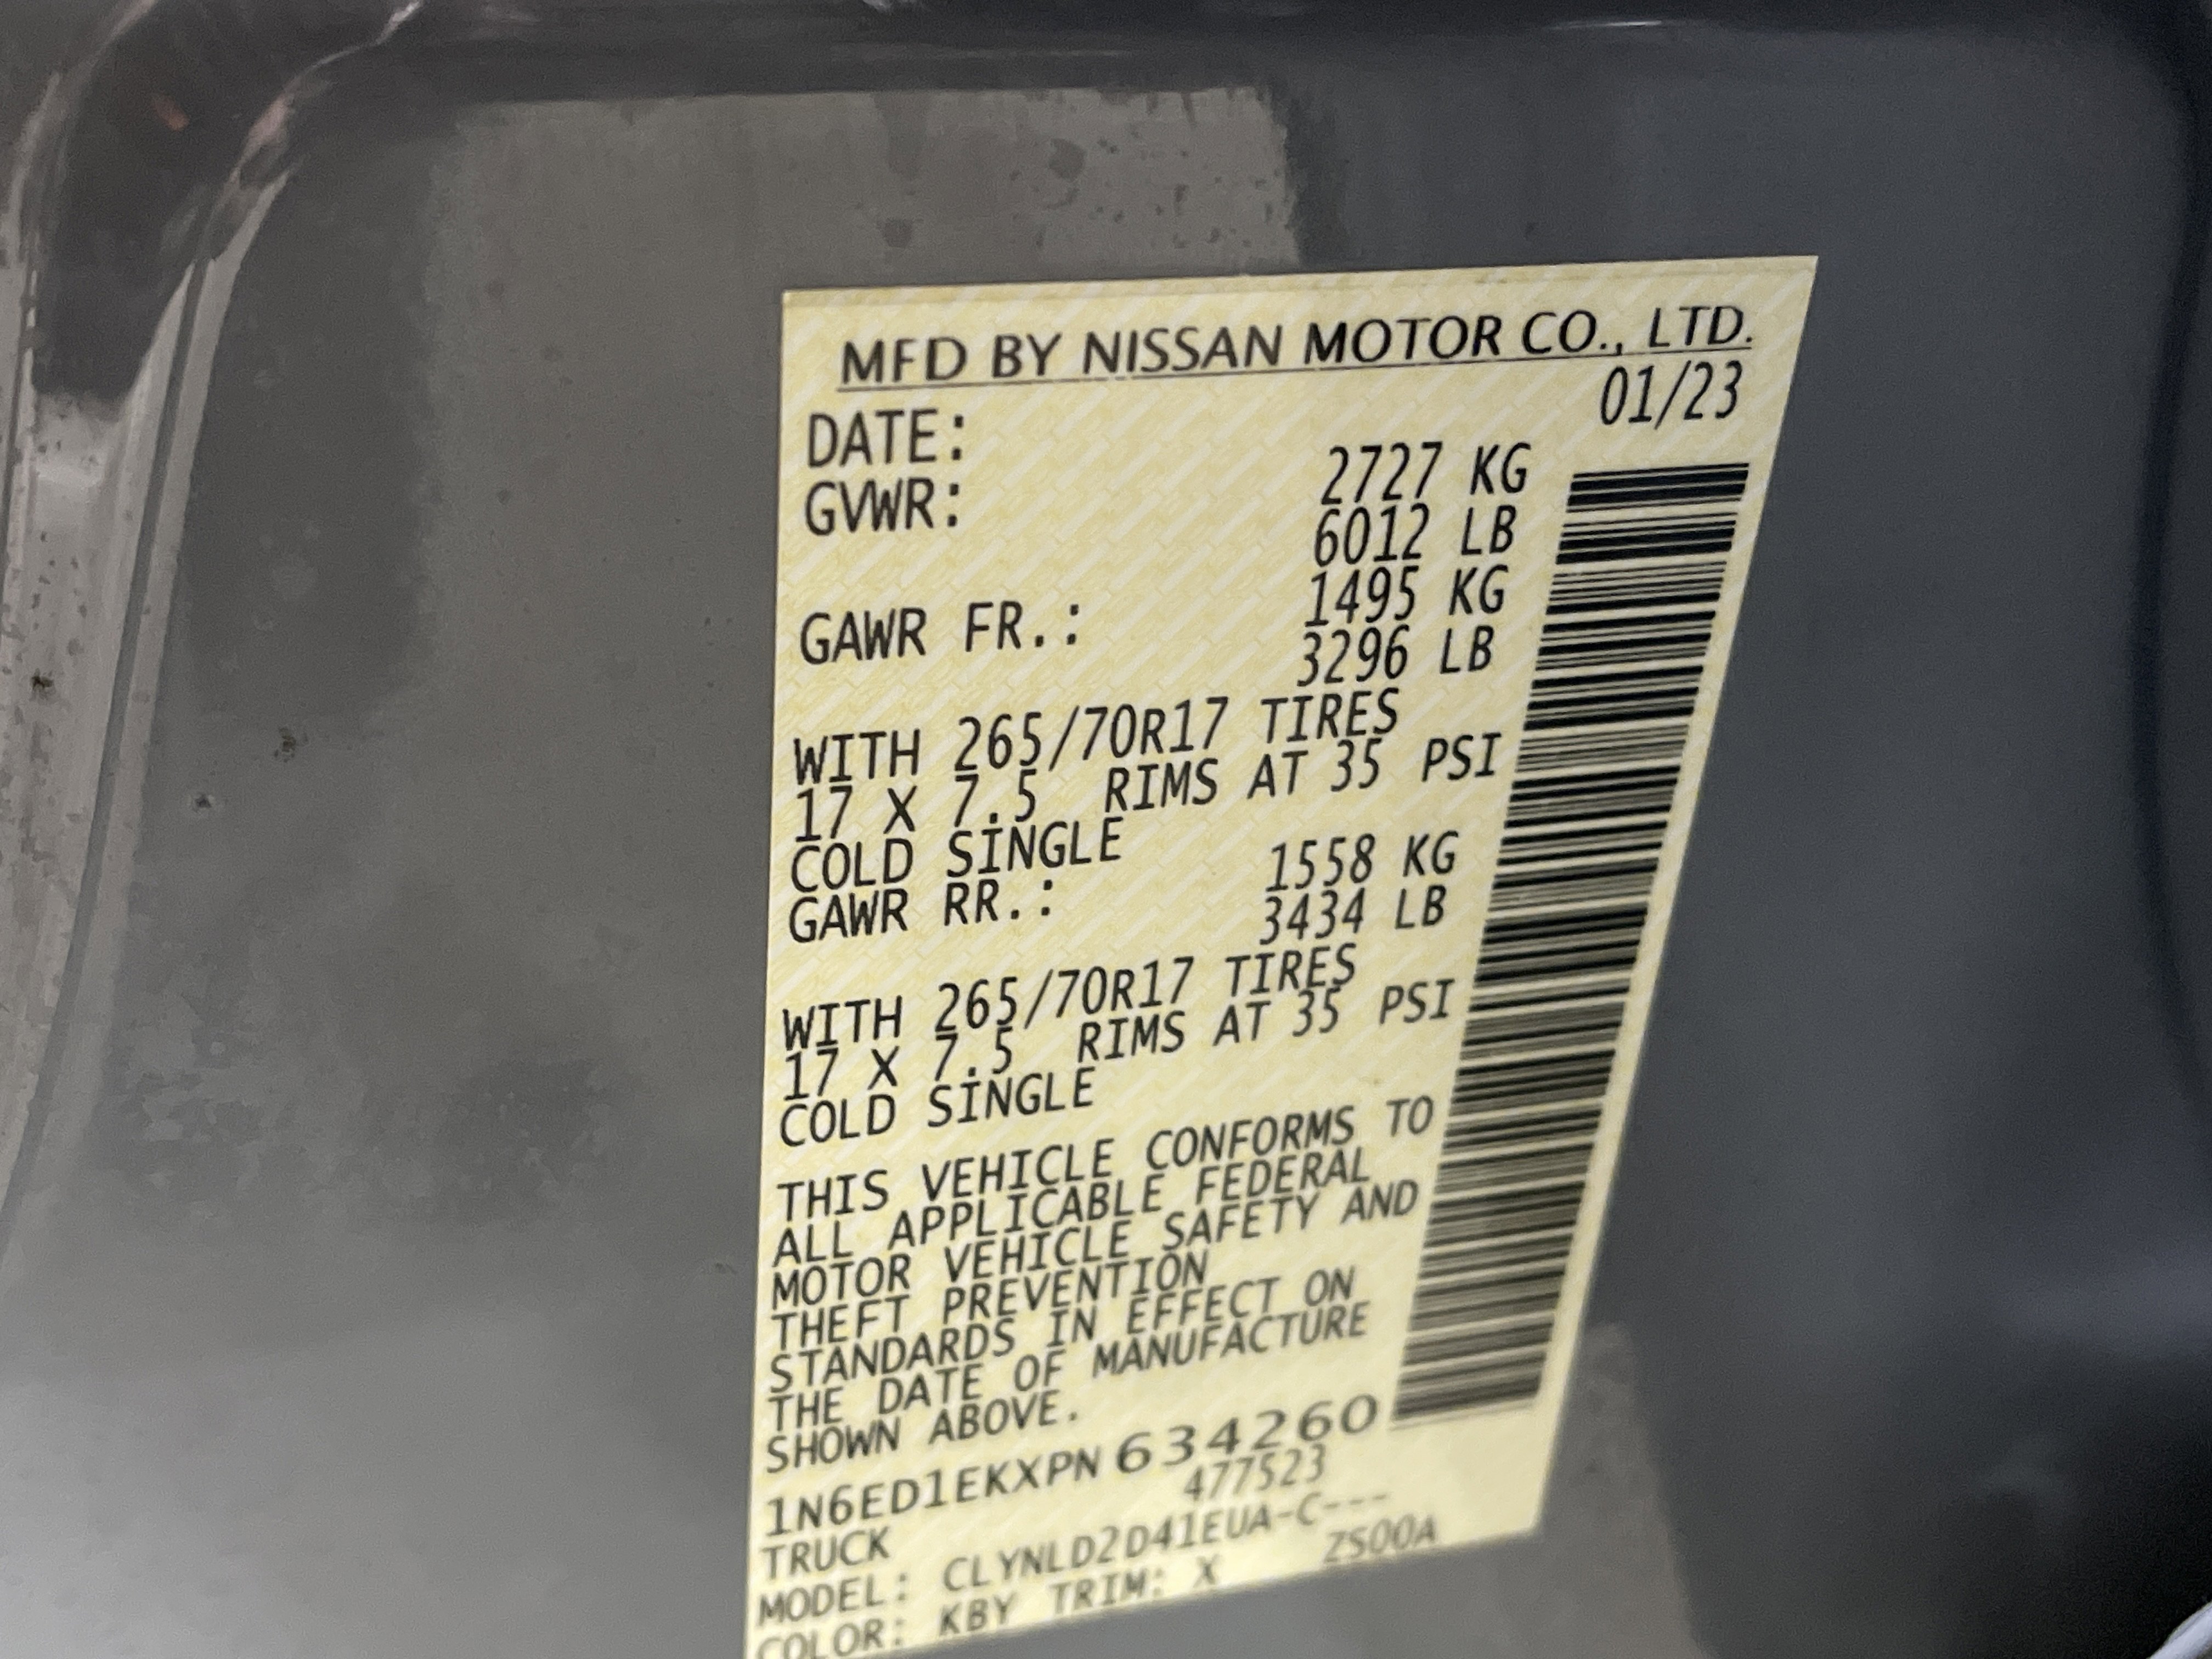 MFD BY NISSAN MOTOR CO., LTD.
DATE: 01/23
GVWR: 2727 KG
6012 LB
GAWR FR.: 1495 KG
3296 LB
WITH 265/70R17 TIRES
17 X 7.5 RIMS AT 35 PSI
COLD SINGLE
GAWR RR.: 1558 KG
3434 LB
WITH 265/70R17 TIRES
17 X 7.5 RIMS AT 35 PSI
COLD SINGLE
THIS VEHICLE CONFORMS TO
ALL APPLICABLE FEDERAL
MOTOR VEHICLE SAFETY AND
THEFT PREVENTION
STANDARDS IN EFFECT ON
THE DATE OF MANUFACTURE
SHOWN ABOVE.
1N6ED1EKXPN 634260
TRUCK 477523
MODEL: CLYNLD2D41EUA-C---
COLOR: KBY TRIM: X ZS00A